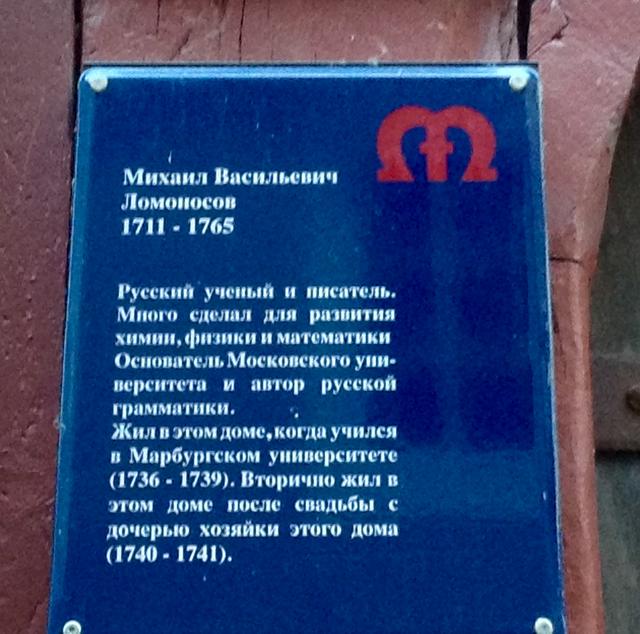 Михаил Васильевич
Ломоносов
1711 - 1765
Русский ученый и писатель.
Много сделал для развития
химии, физики и математики
Основатель Московского уни-
верситета и автор русской
грамматики.
Жил в этом доме, когда учился
в Марбургском университете
(1736 - 1739). Вторично жил в
этом доме после свадьбы с
дочерью хозяйки этого дома
(1740 - 1741).